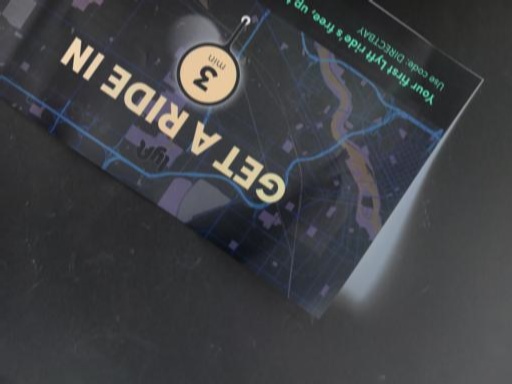 GET A RIDE IN
3
min
lyft
Your first Lyft ride's free, up
Use code: DIRECTBAY